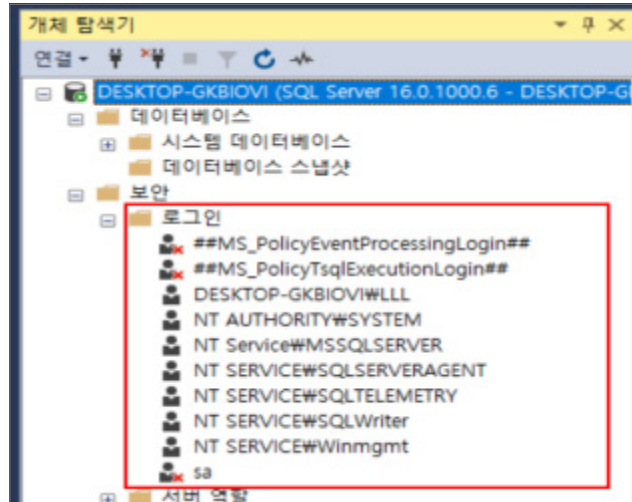 개체 탐색기
연결
DESKTOP-GKBIOVI (SQL Server 16.0.1000.6 - DESKTOP-G
데이터베이스
시스템 데이터베이스
데이터베이스 스냅샷
보안
로그인
##MS_PolicyEventProcessingLogin##
##MS_PolicyTsqlExecutionLogin##
DESKTOP-GKBIOVI₩LLL
NT AUTHORITY₩SYSTEM
NT Service₩MSSQLSERVER
NT SERVICE₩SQLSERVERAGENT
NT SERVICE₩SQLTELEMETRY
NT SERVICE₩SQLWriter
NT SERVICE₩Winmgmt
sa
서버 역할